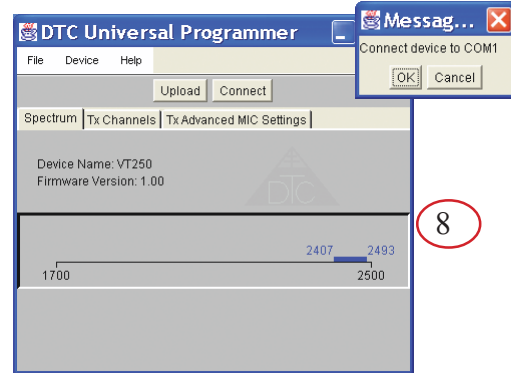 DTC Universal Programmer
Messag...
Connect device to COM1
OK Cancel
File Device Help
Upload Connect
Spectrum Tx Channels Tx Advanced MIC Settings
Device Name: VT250
Firmware Version: 1.00
DTC
8
2407 2493
1700 2500